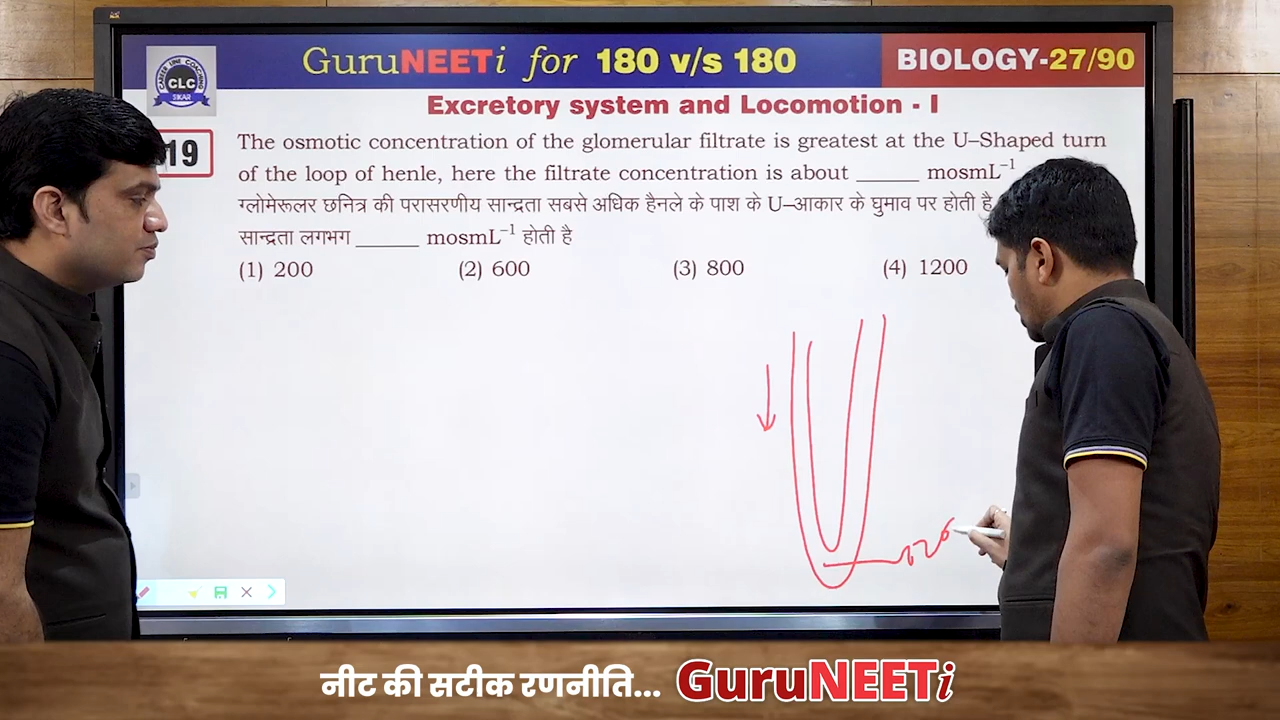 GuruNEETi for 180 v/s 180
BIOLOGY-27/90
CLC
SIKAR
Excretory system and Locomotion - I
19
The osmotic concentration of the glomerular filtrate is greatest at the U–Shaped turn
of the loop of henle, here the filtrate concentration is about _____ mosmL⁻¹
ग्लोमेरूलर छनित्र की परासरणीय सान्द्रता सबसे अधिक हैनले के पाश के U–आकार के घुमाव पर होती है
सान्द्रता लगभग _____ mosmL⁻¹ होती है
(1) 200 (2) 600 (3) 800 (4) 1200
120
नीट की सटीक रणनीति... GuruNEETi